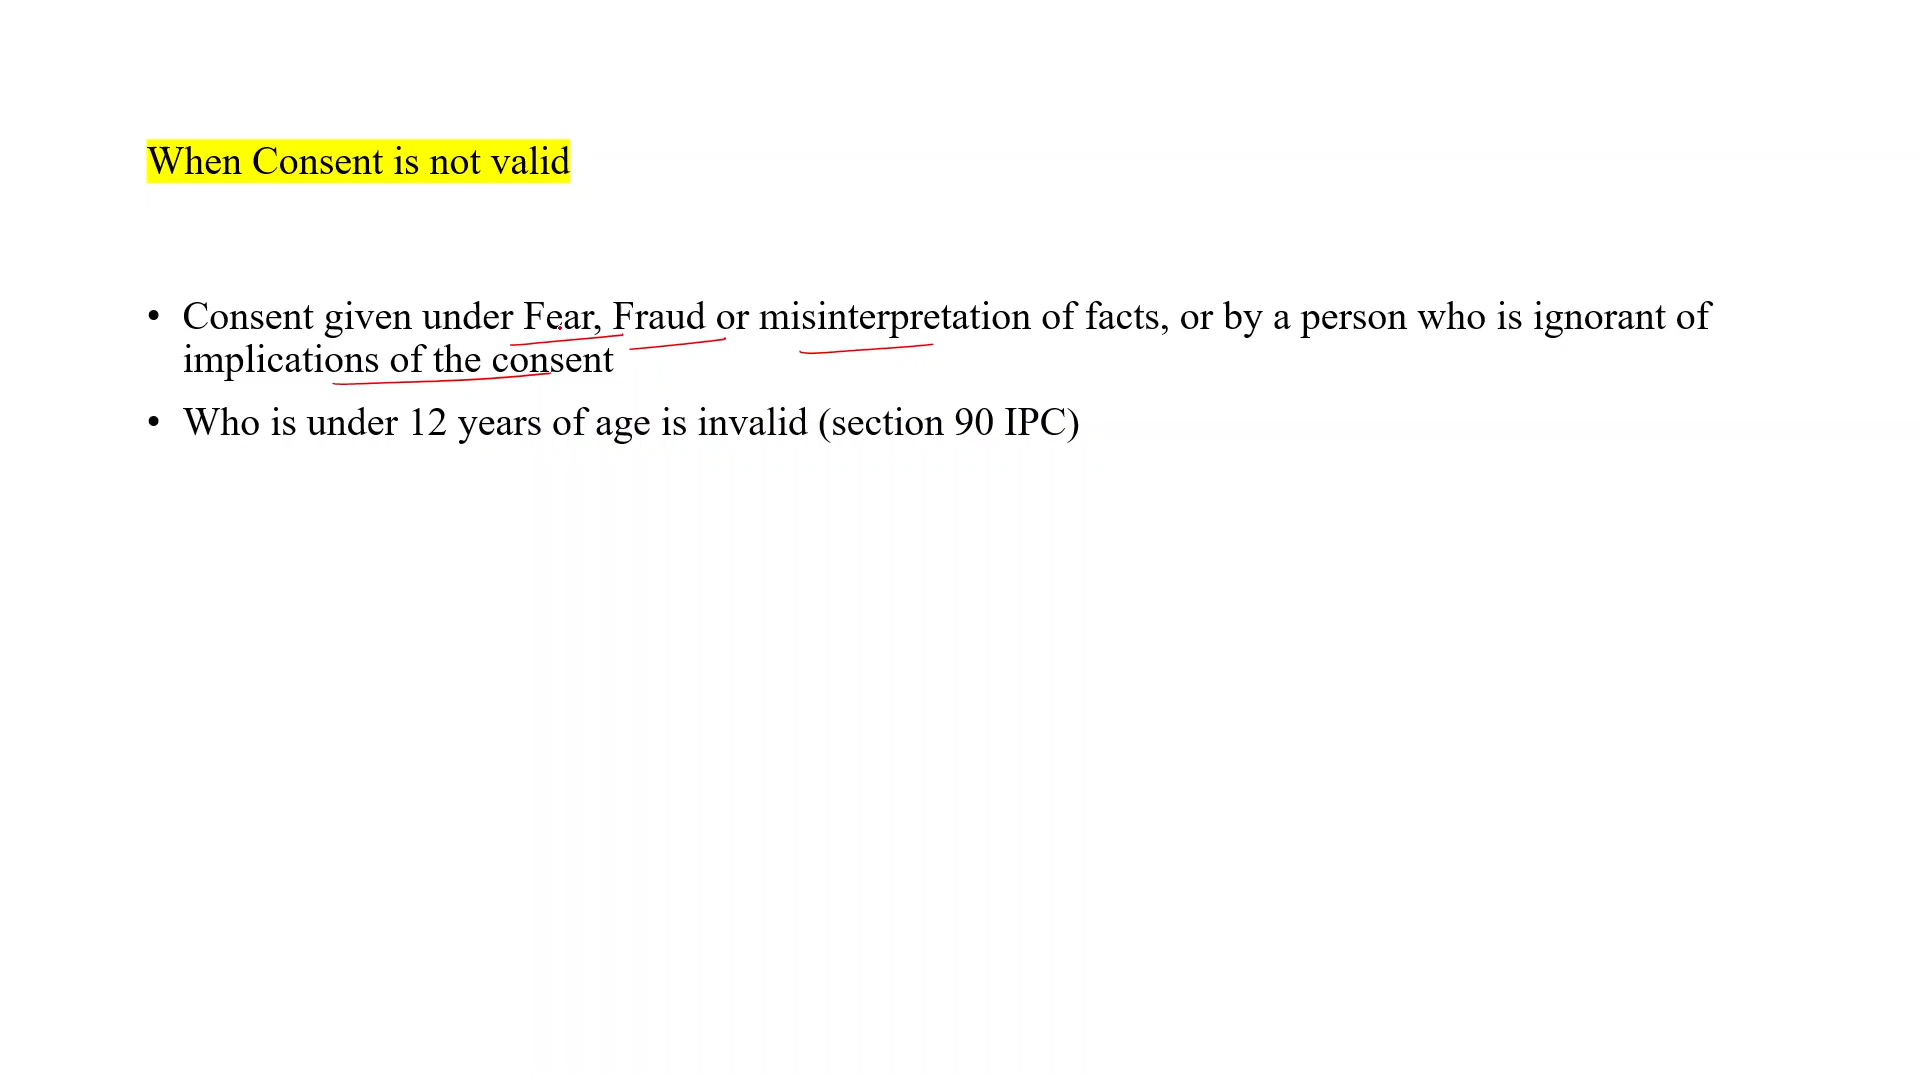 When Consent is not valid
• Consent given under Fear, Fraud or misinterpretation of facts, or by a person who is ignorant of
implications of the consent
• Who is under 12 years of age is invalid (section 90 IPC)